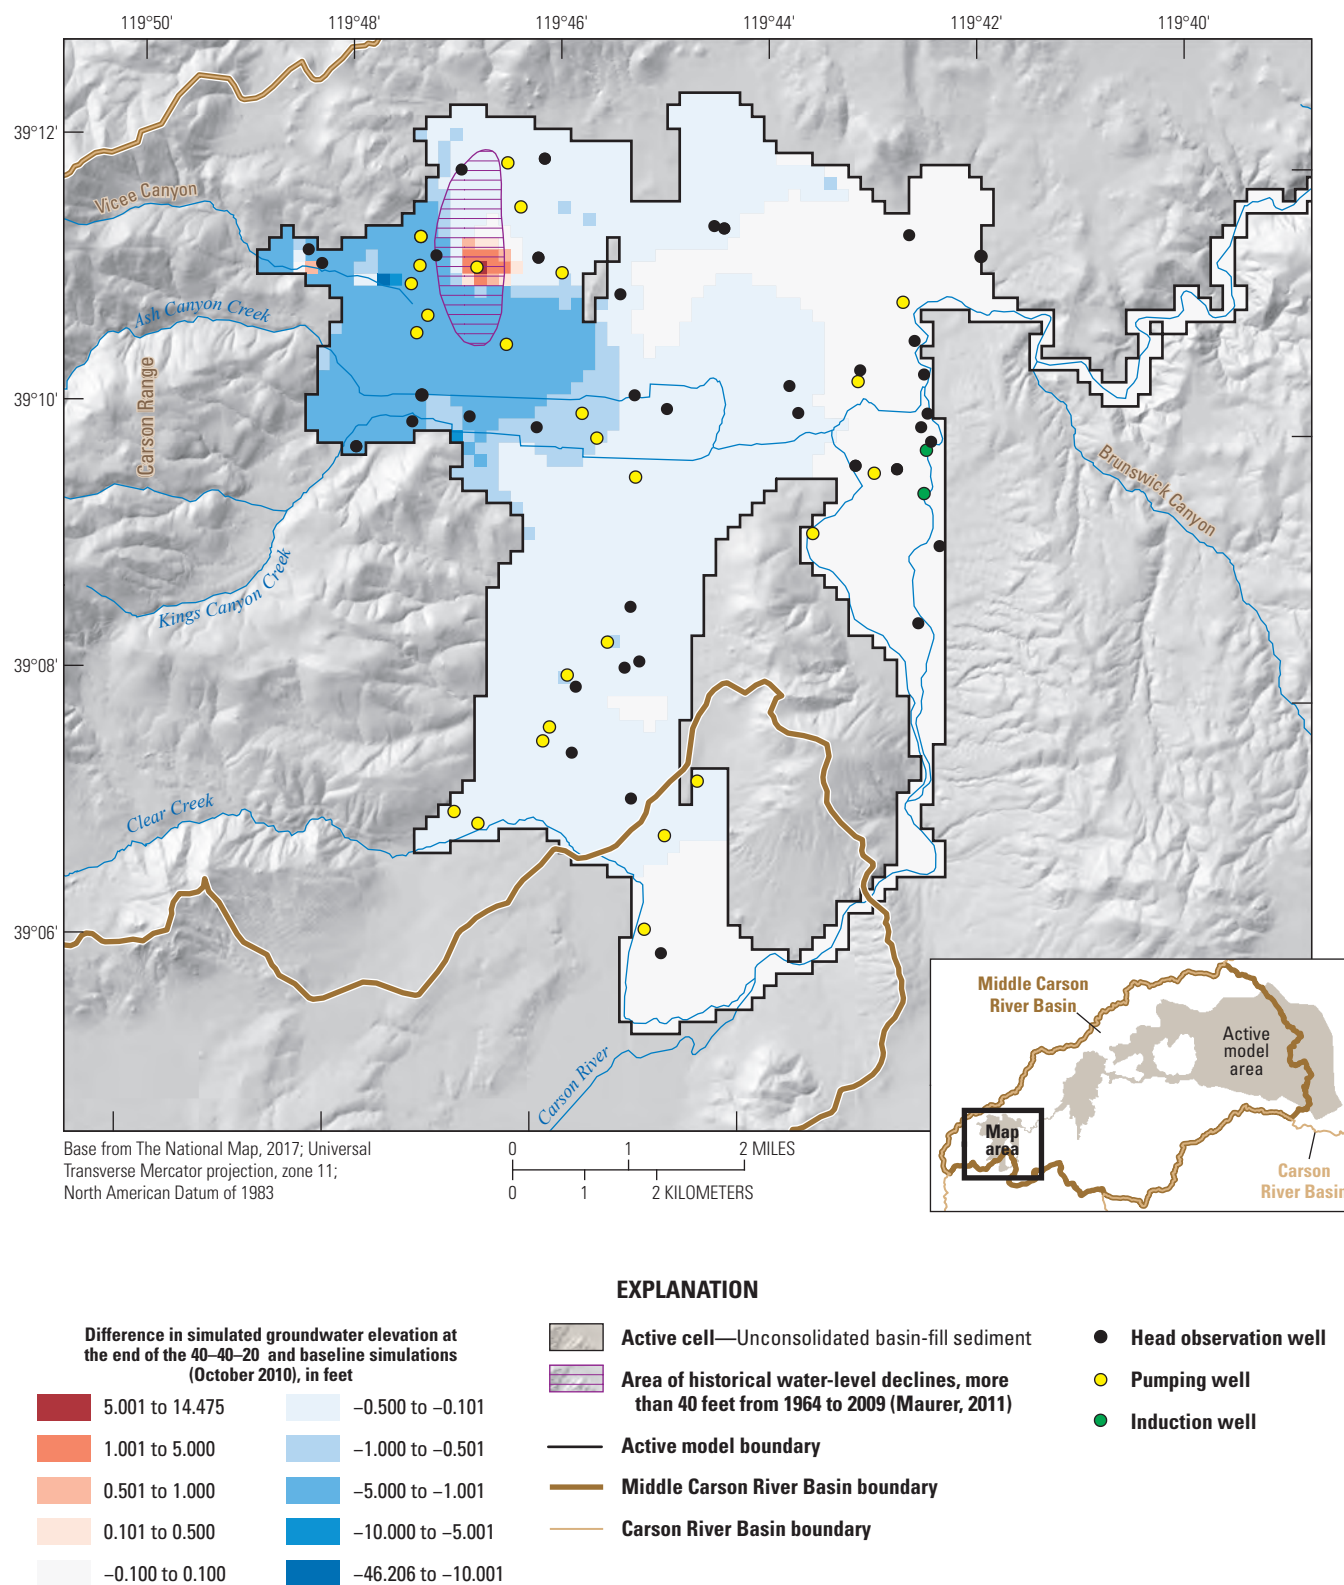 119°50'
119°48'
119°46'
119°44'
119°42'
119°40'
39°12'
39°10'
39°08'
39°06'
Vicee Canyon
Ash Canyon Creek
Carson Range
Kings Canyon Creek
Clear Creek
Brunswick Canyon
Carson River
Middle Carson
River Basin
Active
model
area
Map
area
Carson
River Basin
Base from The National Map, 2017; Universal
Transverse Mercator projection, zone 11;
North American Datum of 1983
0 1 2 MILES
0 1 2 KILOMETERS
EXPLANATION
Difference in simulated groundwater elevation at
the end of the 40–40–20 and baseline simulations
(October 2010), in feet
5.001 to 14.475
1.001 to 5.000
0.501 to 1.000
0.101 to 0.500
−0.100 to 0.100
−0.500 to −0.101
−1.000 to −0.501
−5.000 to −1.001
−10.000 to −5.001
−46.206 to −10.001
Active cell—Unconsolidated basin-fill sediment
Area of historical water-level declines, more
than 40 feet from 1964 to 2009 (Maurer, 2011)
Active model boundary
Middle Carson River Basin boundary
Carson River Basin boundary
Head observation well
Pumping well
Induction well